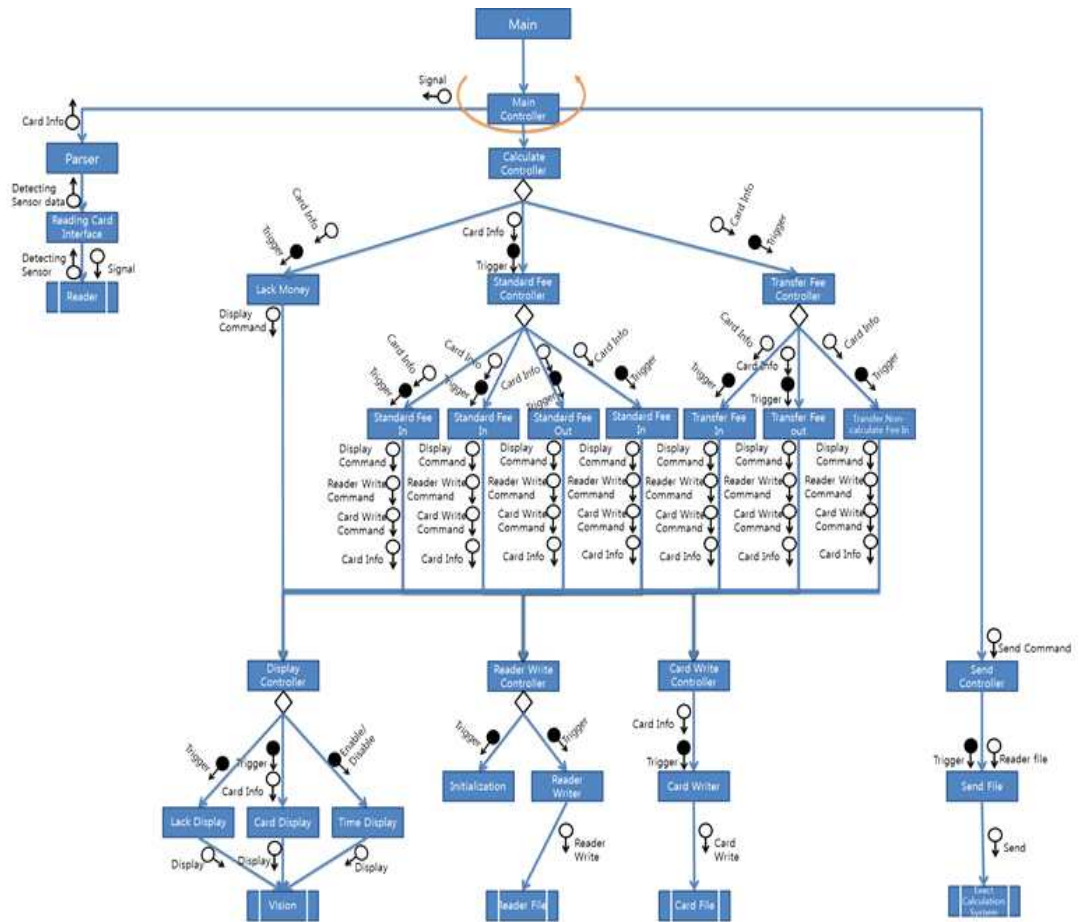 Main
Signal
Main
Controller
Card Info
Parser
Calculate
Controller
Detecting
Sensor data
Reading Card
Interface
Detecting
Sensor
Signal
Reader
Card Info
Trigger
Card Info
Trigger
Card Info
Trigger
Lack Money
Standard Fee
Controller
Transfer Fee
Controller
Display
Command
Card Info
Trigger
Card Info
Trigger
Card Info
Trigger
Card Info
Trigger
Card Info
Trigger
Card Info
Trigger
Card Info
Trigger
Standard Fee
In
Standard Fee
In
Standard Fee
Out
Standard Fee
In
Transfer Fee
In
Transfer Fee
out
Transfer Non-
calculate Fee In
Display
Command
Display
Command
Display
Command
Display
Command
Display
Command
Display
Command
Display
Command
Reader Write
Command
Reader Write
Command
Reader Write
Command
Reader Write
Command
Reader Write
Command
Reader Write
Command
Reader Write
Command
Card Write
Command
Card Write
Command
Card Write
Command
Card Write
Command
Card Write
Command
Card Write
Command
Card Write
Command
Card Info
Card Info
Card Info
Card Info
Card Info
Card Info
Card Info
Display
Controller
Reader Write
Controller
Card Write
Controller
Send Command
Send
Controller
Trigger
Trigger
Card Info
Enable/
Disable
Trigger
Trigger
Card Info
Trigger
Trigger
Reader file
Lack Display
Card Display
Time Display
Initialization
Reader
Writer
Card Writer
Send File
Display
Display
Display
Reader
Write
Card
Write
Send
Vision
Reader File
Card File
Exact
Calculation
System